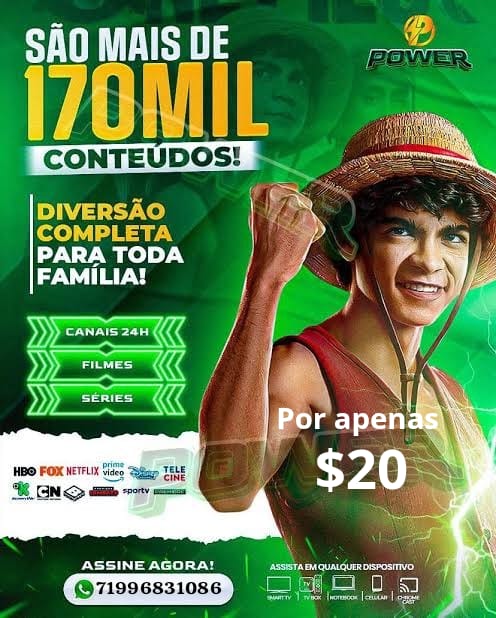 SÃO MAIS DE
POWER
170MIL
CONTEÚDOS!
DIVERSÃO
COMPLETA
PARA TODA
FAMÍLIA!
CANAIS 24H
FILMES
SÉRIES
Por apenas
$20
HBO FOX NETFLIX prime video Disney TELE CINE
CN sportv PREMIERE
POWER
ASSINE AGORA!
71996831086
ASSISTA EM QUALQUER DISPOSITIVO
SMART TV TV BOX NOTEBOOK CELULAR CHROME CAST